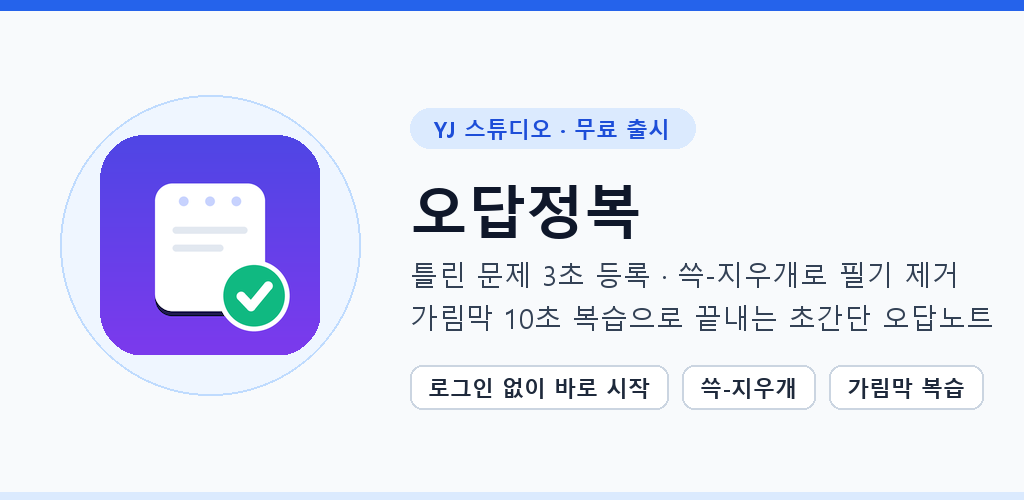 YJ 스튜디오 · 무료 출시
오답정복
틀린 문제 3초 등록 · 쓱-지우개로 필기 제거
가림막 10초 복습으로 끝내는 초간단 오답노트
로그인 없이 바로 시작
쓱-지우개
가림막 복습